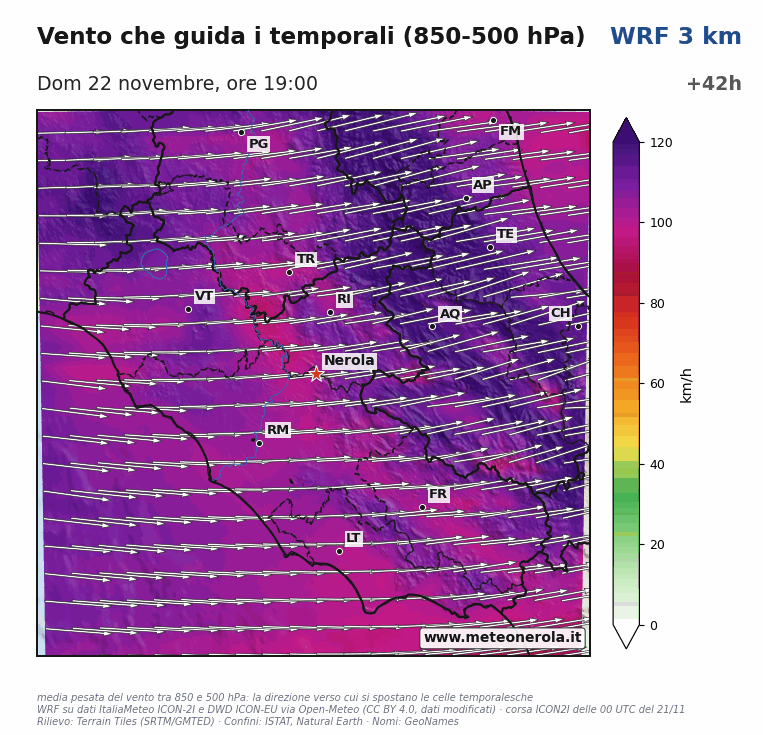 Vento che guida i temporali (850-500 hPa) WRF 3 km
Dom 22 novembre, ore 19:00 +42h
FM
PG
AP
TE
TR
VT
RI
AQ
CH
Nerola
RM
FR
LT
www.meteonerola.it
120
100
80
60
40
20
0
km/h
media pesata del vento tra 850 e 500 hPa: la direzione verso cui si spostano le celle temporalesche
WRF su dati ItaliaMeteo ICON-2I e DWD ICON-EU via Open-Meteo (CC BY 4.0, dati modificati) · corsa ICON2I delle 00 UTC del 21/11
Rilievo: Terrain Tiles (SRTM/GMTED) · Confini: ISTAT, Natural Earth · Nomi: GeoNames